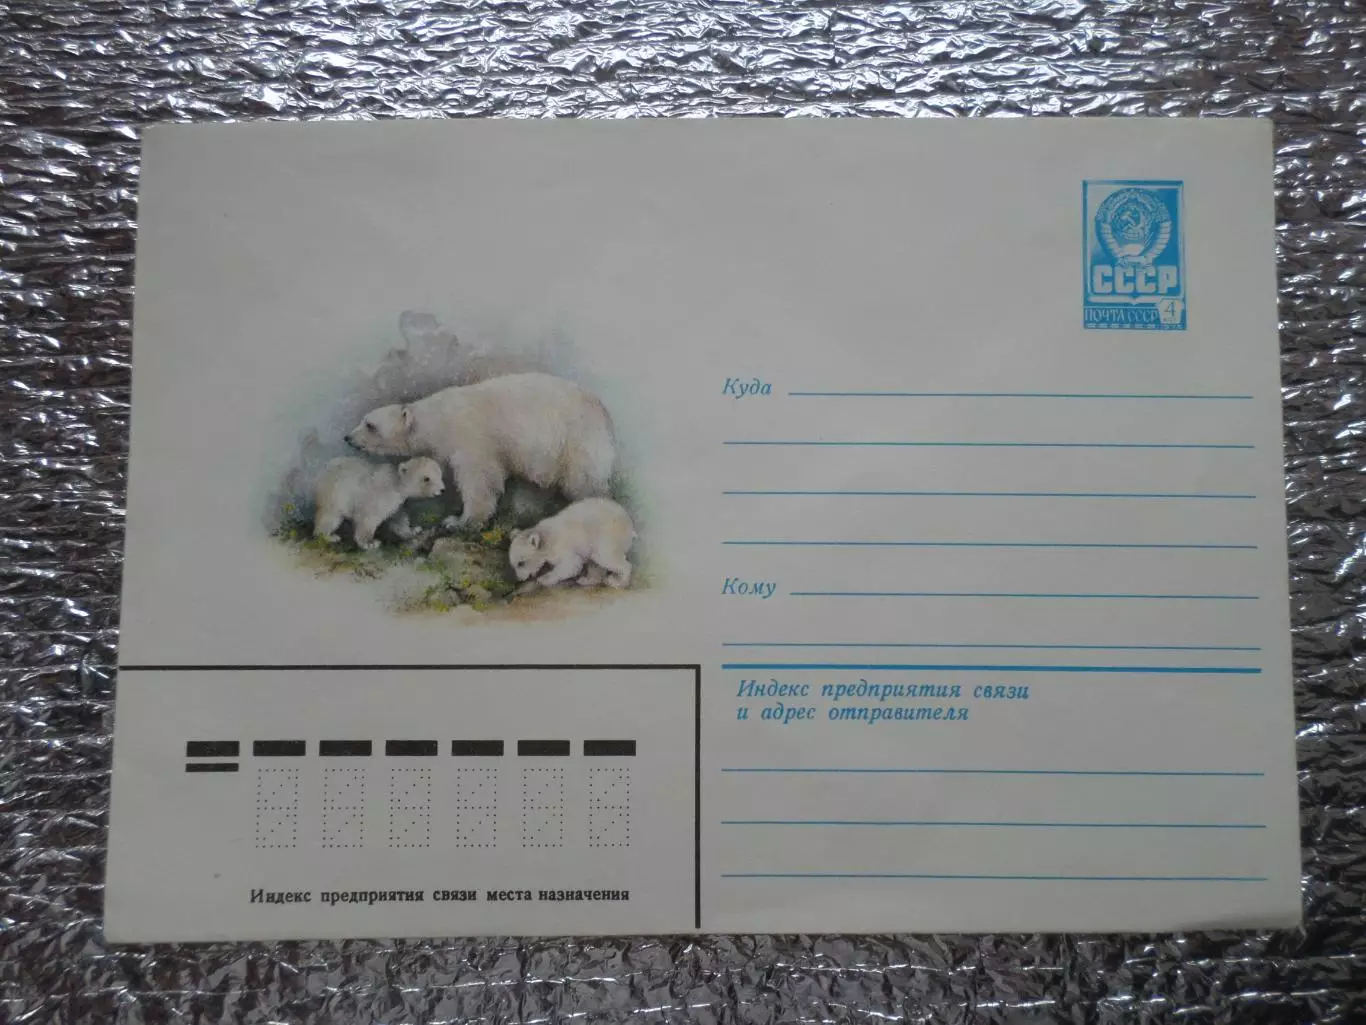 СССР
ПОЧТА СССР 4
Куда
Кому
Индекс предприятия связи
и адрес отправителя
Индекс предприятия связи места назначения